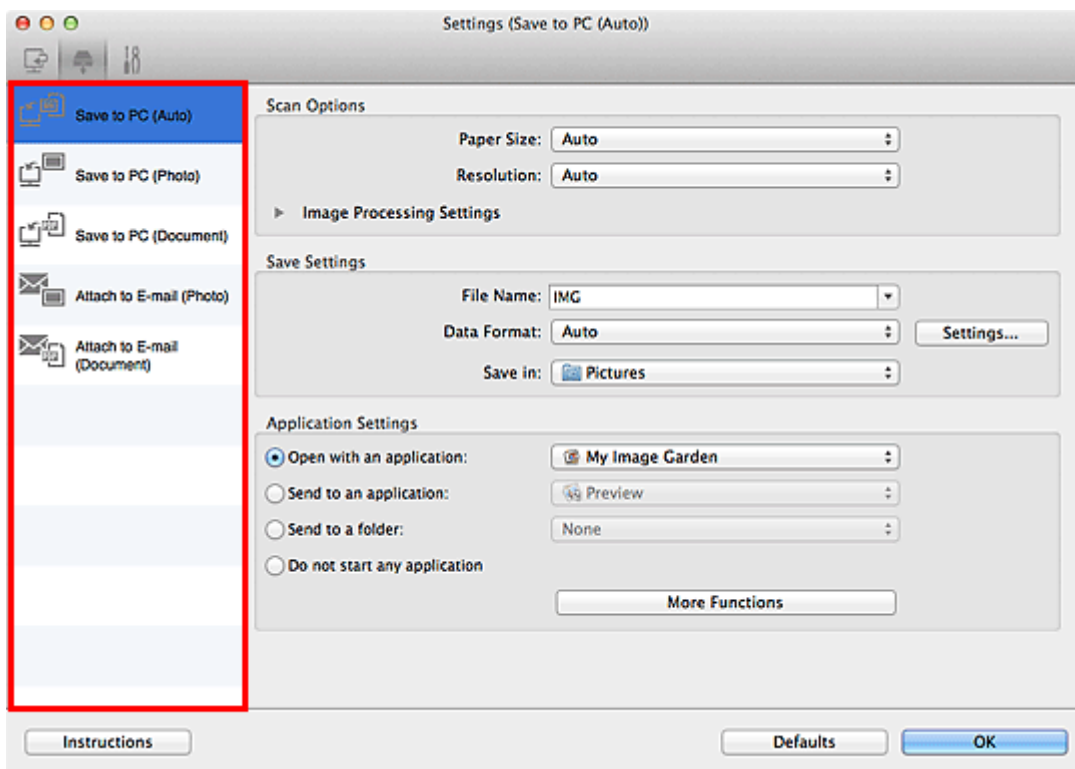 Settings (Save to PC (Auto))
Save to PC (Auto)
Save to PC (Photo)
Save to PC (Document)
Attach to E-mail (Photo)
Attach to E-mail
(Document)
Scan Options
Paper Size: Auto
Resolution: Auto
Image Processing Settings
Save Settings
File Name: IMG
Data Format: Auto Settings...
Save in: Pictures
Application Settings
Open with an application: My Image Garden
Send to an application: Preview
Send to a folder: None
Do not start any application
More Functions
Instructions Defaults OK